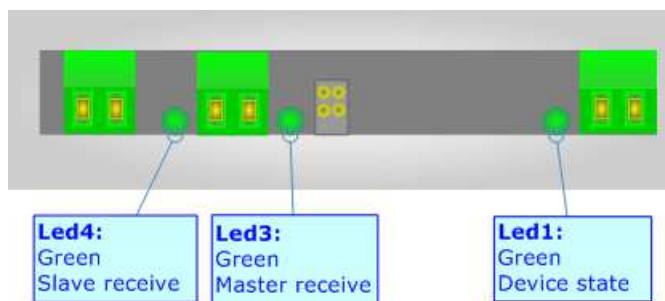 Led4:
Green
Slave receive
Led3:
Green
Master receive
Led1:
Green
Device state